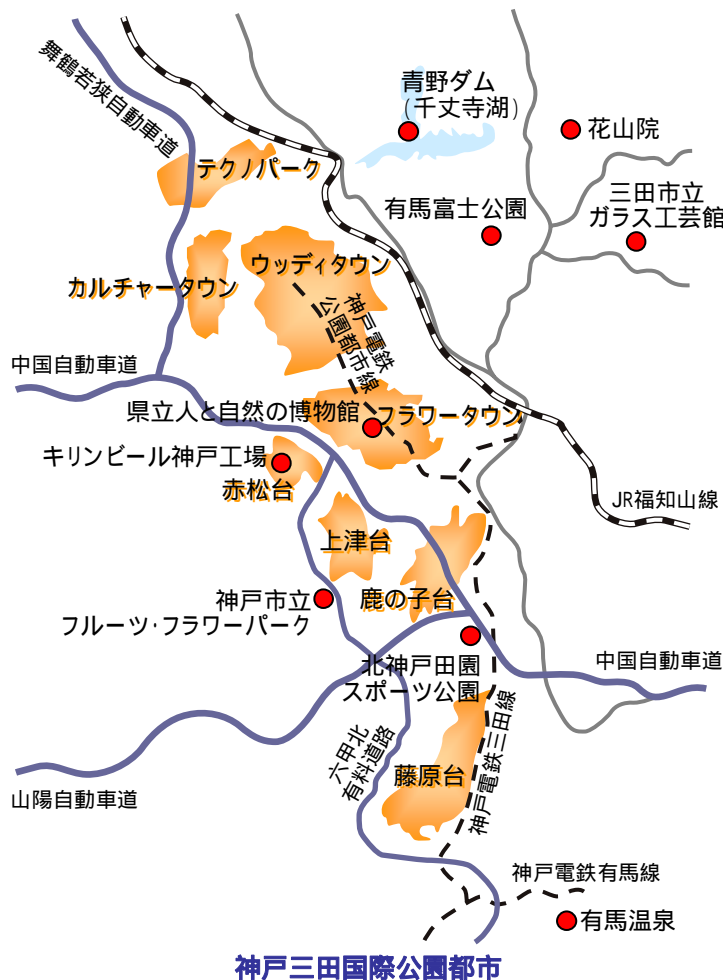 舞鶴若狭自動車道
青野ダム
(千丈寺湖)
花山院
テクノパーク
三田市立
ガラス工芸館
有馬富士公園
ウッディタウン
カルチャータウン
神戸電鉄
公園都市線
中国自動車道
県立人と自然の博物館
フラワータウン
キリンビール神戸工場
赤松台
JR福知山線
上津台
神戸市立
フルーツ・フラワーパーク
鹿の子台
北神戸田園
スポーツ公園
中国自動車道
神戸電鉄三田線
六甲北
有料道路
藤原台
山陽自動車道
神戸電鉄有馬線
有馬温泉
神戸三田国際公園都市